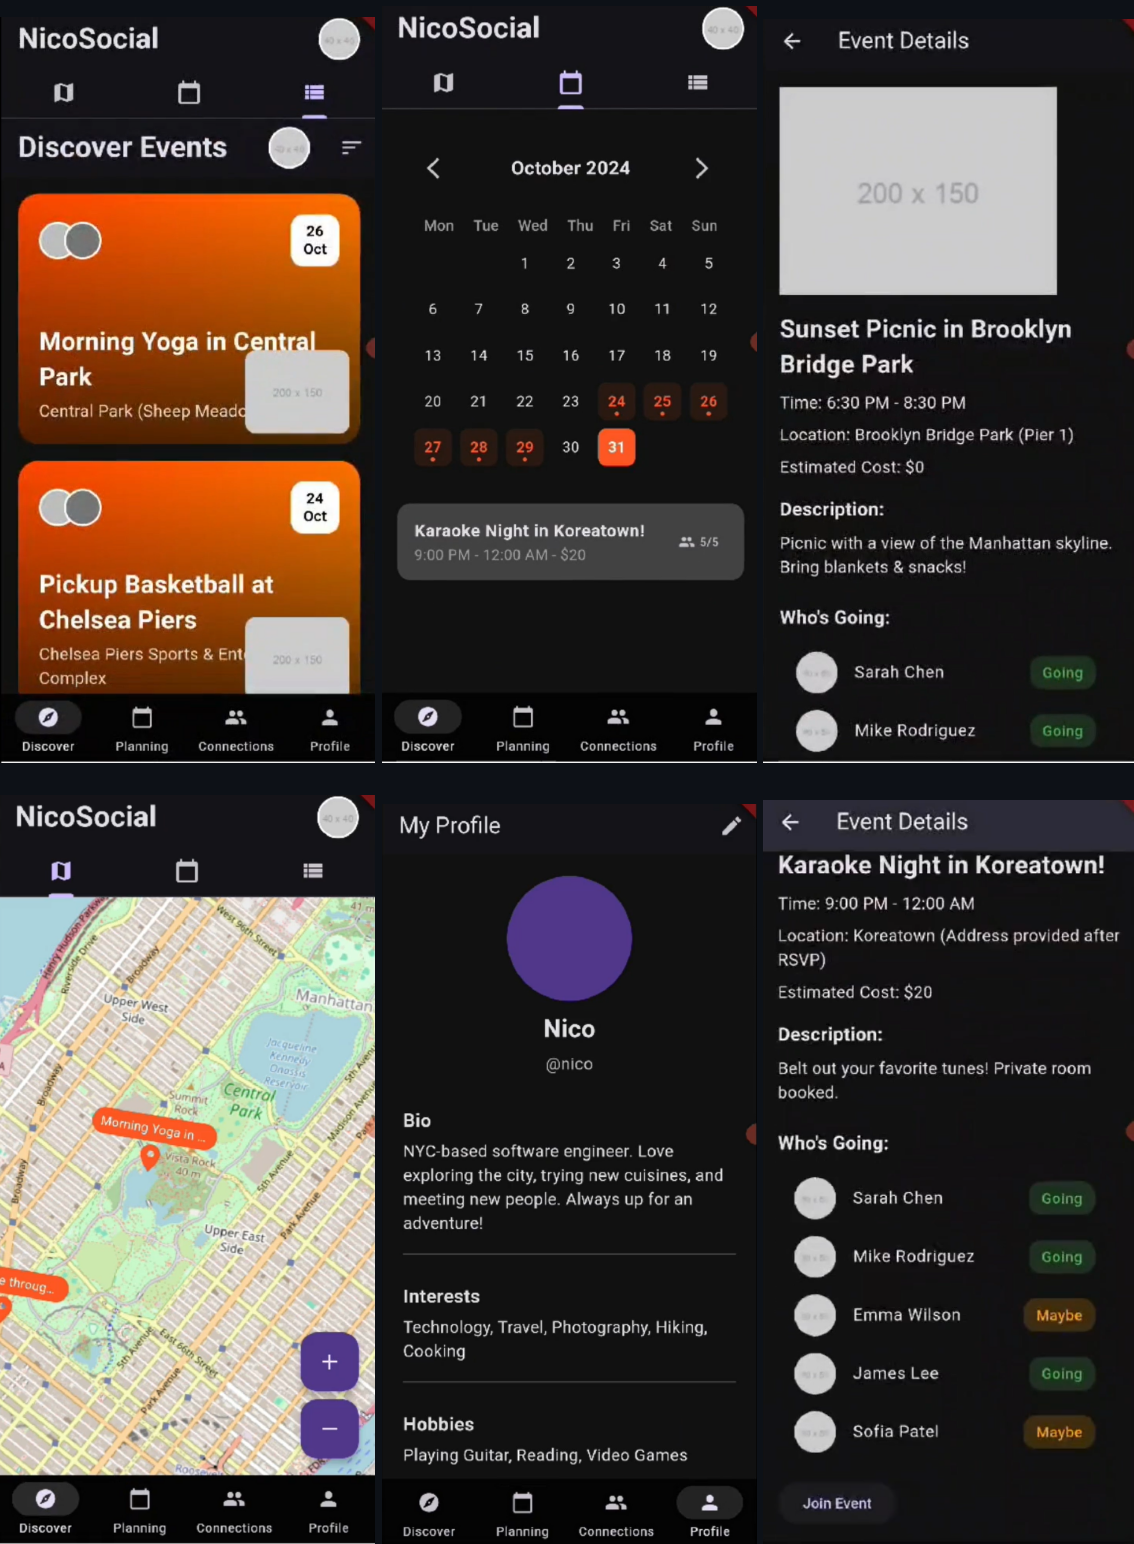 NicoSocial
Discover Events
26
Oct
Morning Yoga in Central
Park
Central Park (Sheep Meado
200 x 150
24
Oct
Pickup Basketball at
Chelsea Piers
Chelsea Piers Sports & Ente
Complex
200 x 150
Discover Planning Connections Profile
NicoSocial
October 2024
Mon Tue Wed Thu Fri Sat Sun
1 2 3 4 5
6 7 8 9 10 11 12
13 14 15 16 17 18 19
20 21 22 23 24 25 26
27 28 29 30 31
Karaoke Night in Koreatown!
9:00 PM - 12:00 AM - $20
5/5
Discover Planning Connections Profile
Event Details
200 x 150
Sunset Picnic in Brooklyn
Bridge Park
Time: 6:30 PM - 8:30 PM
Location: Brooklyn Bridge Park (Pier 1)
Estimated Cost: $0
Description:
Picnic with a view of the Manhattan skyline.
Bring blankets & snacks!
Who's Going:
Sarah Chen Going
Mike Rodriguez Going
NicoSocial
41 m
West 96th Street
Henry Hudson Parkway
Riverside Drive
Broadway
Upper West
Side
Manhattan
Jacqueline
Kennedy
Onassis
Reservoir
Central
Park
Summit
Rock
5th Avenue
Madison Avenue
Broadway
Morning Yoga in ...
Vista Rock
40 m
5th Avenue
Park Avenue
Broadway
Upper East
Side
e throug...
East 66th Street
5th Avenue
Park Avenue
+
−
Discover Planning Connections Profile
My Profile
Nico
@nico
Bio
NYC-based software engineer. Love
exploring the city, trying new cuisines, and
meeting new people. Always up for an
adventure!
Interests
Technology, Travel, Photography, Hiking,
Cooking
Hobbies
Playing Guitar, Reading, Video Games
Discover Planning Connections Profile
Event Details
Karaoke Night in Koreatown!
Time: 9:00 PM - 12:00 AM
Location: Koreatown (Address provided after
RSVP)
Estimated Cost: $20
Description:
Belt out your favorite tunes! Private room
booked.
Who's Going:
Sarah Chen Going
Mike Rodriguez Going
Emma Wilson Maybe
James Lee Going
Sofia Patel Maybe
Join Event